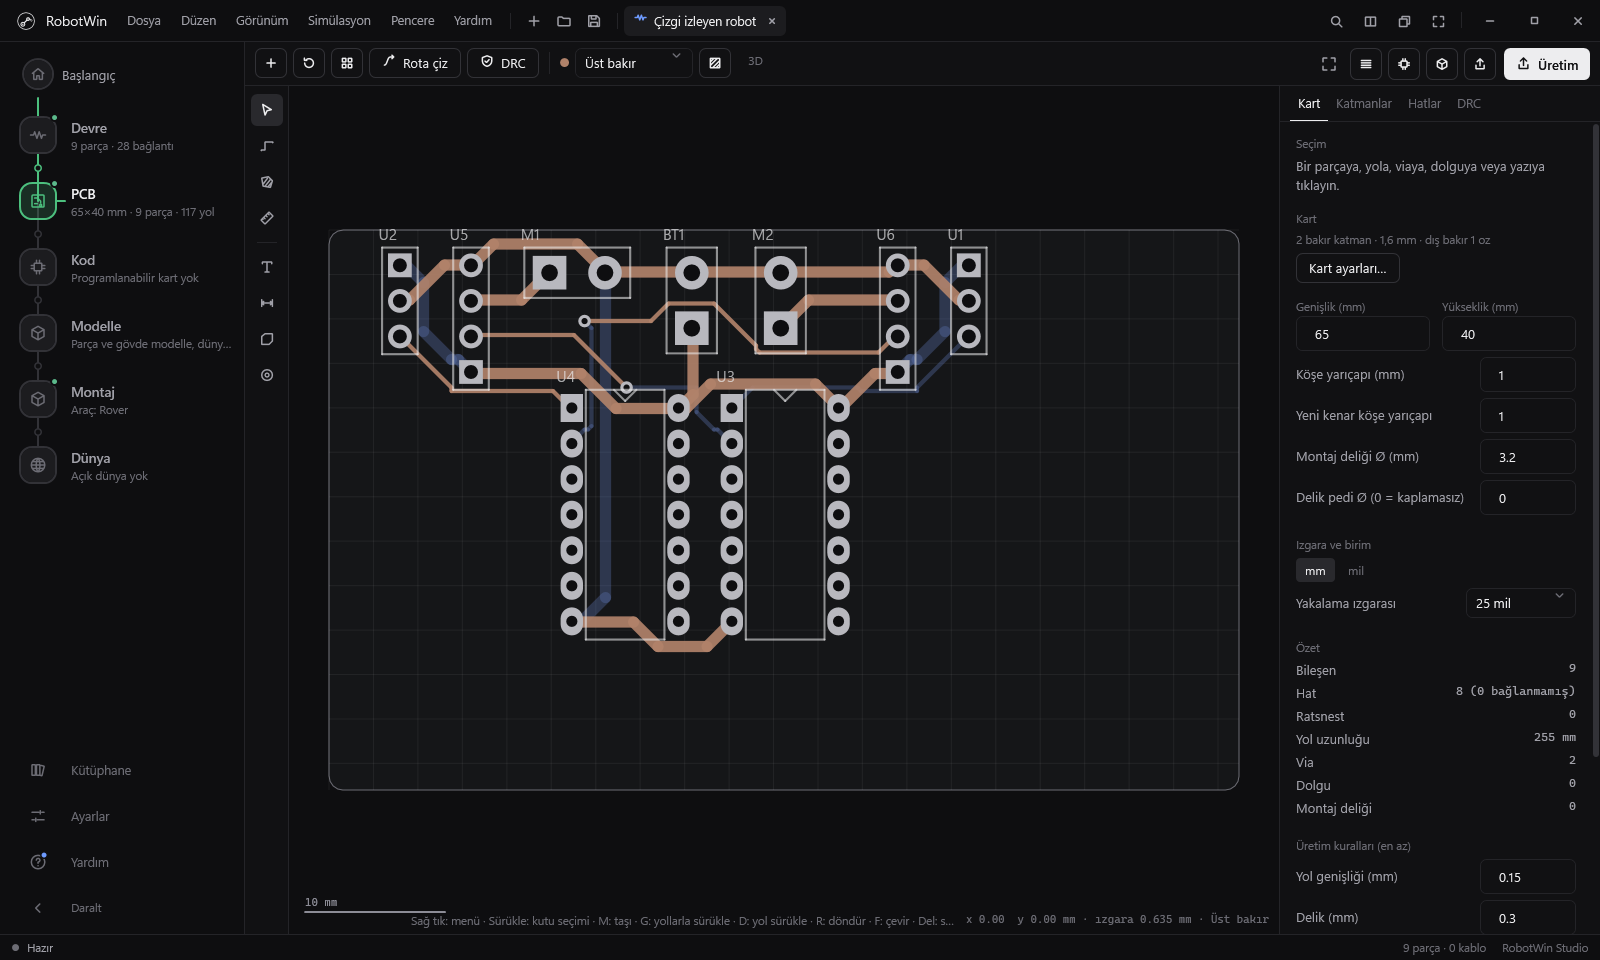 RobotWin Dosya Düzen Görünüm Simülasyon Pencere Yardım Çizgi izleyen robot ×
Başlangıç
Devre
9 parça · 28 bağlantı
PCB
65×40 mm · 9 parça · 117 yol
Kod
Programlanabilir kart yok
Modelle
Parça ve gövde modelle, düny...
Montaj
Araç: Rover
Dünya
Açık dünya yok
Kütüphane
Ayarlar
Yardım
Daralt
Rota çiz DRC Üst bakır 3D Üretim
U2 U5 M1 BT1 M2 U6 U1
U4 U3
10 mm
Sağ tık: menü · Sürükle: kutu seçimi · M: taşı · G: yollarla sürükle · D: yol sürükle · R: döndür · F: çevir · Del: s... x 0.00 y 0.00 mm · ızgara 0.635 mm · Üst bakır
Kart Katmanlar Hatlar DRC
Seçim
Bir parçaya, yola, viaya, dolguya veya yazıya
tıklayın.
Kart
2 bakır katman · 1,6 mm · dış bakır 1 oz
Kart ayarları...
Genişlik (mm) Yükseklik (mm)
65 40
Köşe yarıçapı (mm) 1
Yeni kenar köşe yarıçapı 1
Montaj deliği Ø (mm) 3.2
Delik pedi Ø (0 = kaplamasız) 0
Izgara ve birim
mm mil
Yakalama ızgarası 25 mil
Özet
Bileşen 9
Hat 8 (0 bağlanmamış)
Ratsnest 0
Yol uzunluğu 255 mm
Via 2
Dolgu 0
Montaj deliği 0
Üretim kuralları (en az)
Yol genişliği (mm) 0.15
Delik (mm) 0.3
Hazır 9 parça · 0 kablo RobotWin Studio